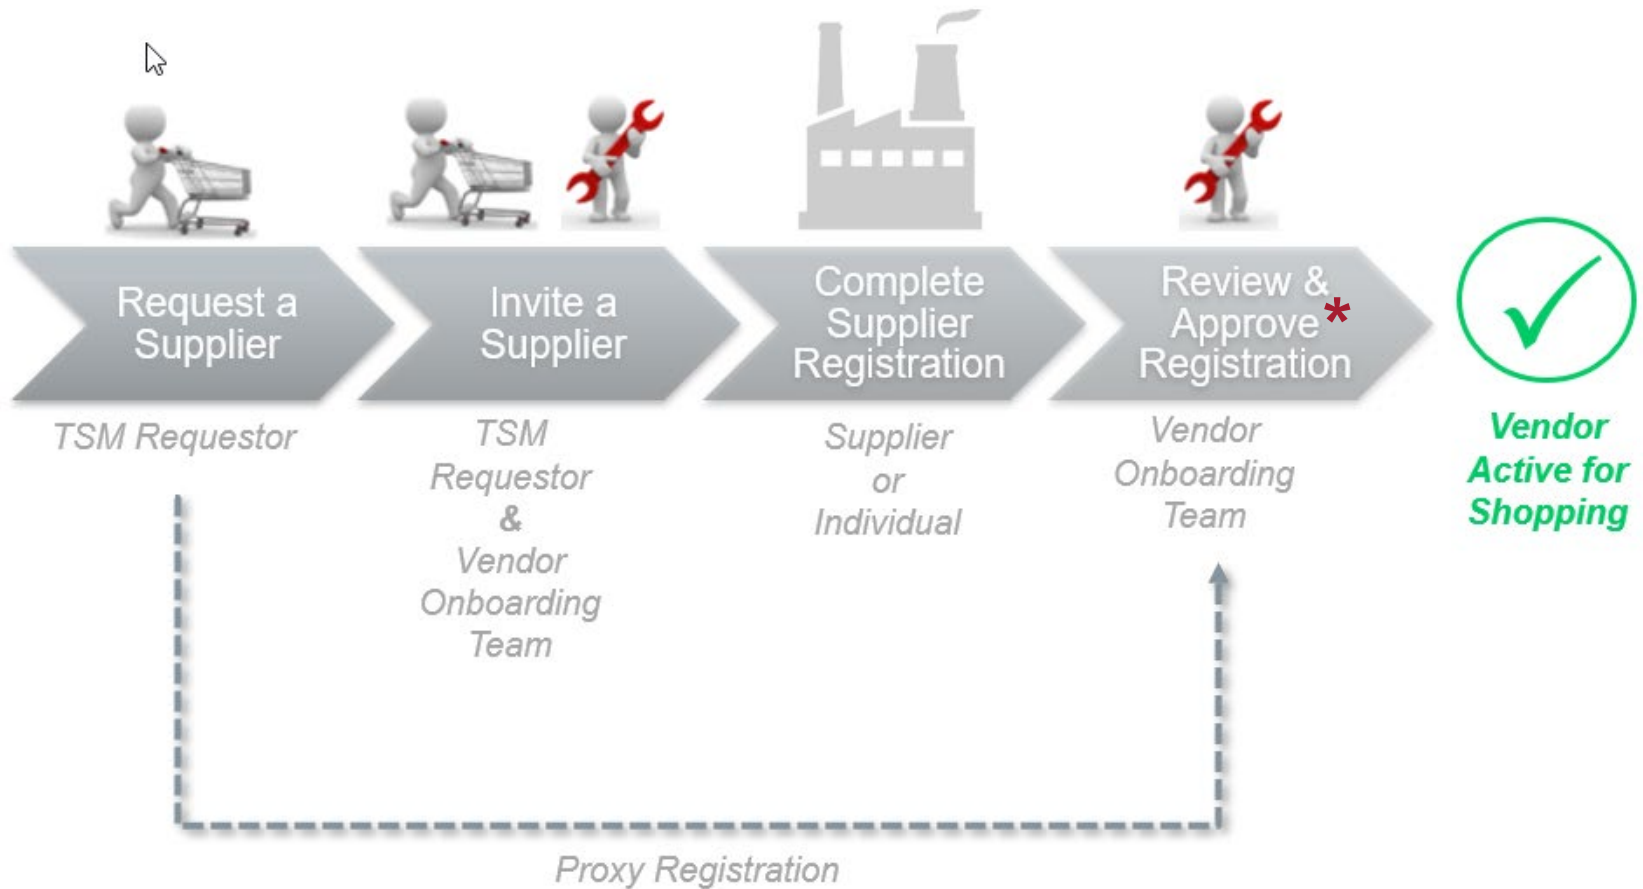 Request a
Supplier
Invite a
Supplier
Complete
Supplier
Registration
Review &
Approve*
Registration
TSM Requestor
TSM
Requestor
&
Vendor
Onboarding
Team
Supplier
or
Individual
Vendor
Onboarding
Team
Vendor
Active for
Shopping
Proxy Registration